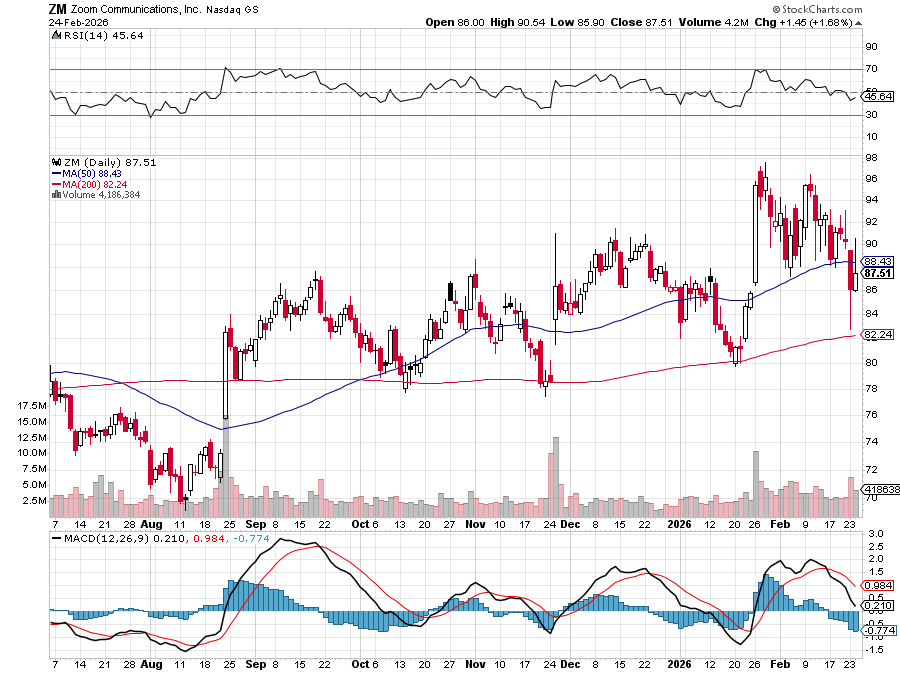 ZM Zoom Communications, Inc. Nasdaq GS
© StockCharts.com
24-Feb-2026
Open 86.00 High 90.54 Low 85.90 Close 87.51 Volume 4.2M Chg +1.45 (+1.68%)
RSI(14) 45.64
90
70
50
45.64
30
10
ZM (Daily) 87.51
MA(50) 88.43
MA(200) 82.24
Volume 4,186,384
98
96
94
92
90
88.43
87.51
86
84
82.24
80
78
76
74
72
70
17.5M
15.0M
12.5M
10.0M
7.5M
5.0M
2.5M
418638
7 14 21 28 Aug 11 18 25 Sep 8 15 22 Oct 6 13 20 27 Nov 10 17 24 Dec 8 15 22 2026 12 20 26 Feb 9 17 23
MACD(12,26,9) 0.210, 0.984, -0.774
3.0
2.5
2.0
1.5
0.984
0.5
0.210
-0.774
-1.0
-1.5
7 14 21 28 Aug 11 18 25 Sep 8 15 22 Oct 6 13 20 27 Nov 10 17 24 Dec 8 15 22 2026 12 20 26 Feb 9 17 23